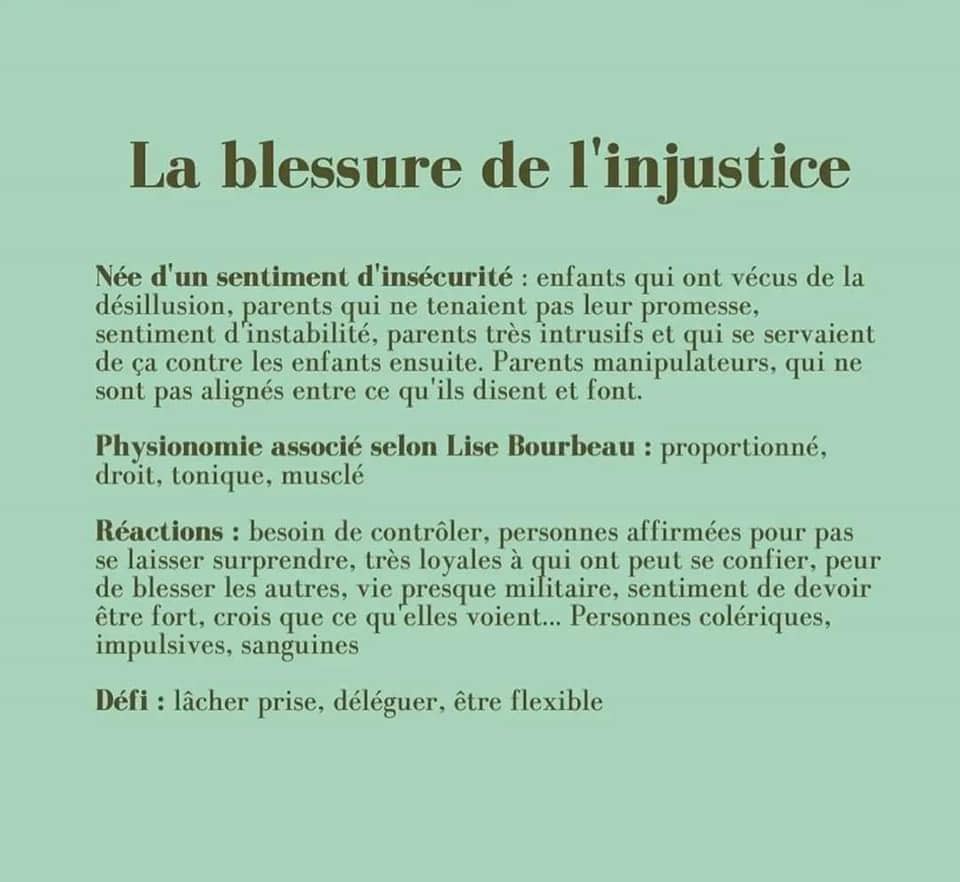 La blessure de l'injustice
Née d'un sentiment d'insécurité : enfants qui ont vécus de la
désillusion, parents qui ne tenaient pas leur promesse,
sentiment d'instabilité, parents très intrusifs et qui se servaient
de ça contre les enfants ensuite. Parents manipulateurs, qui ne
sont pas alignés entre ce qu'ils disent et font.
Physionomie associé selon Lise Bourbeau : proportionné,
droit, tonique, musclé
Réactions : besoin de contrôler, personnes affirmées pour pas
se laisser surprendre, très loyales à qui ont peut se confier, peur
de blesser les autres, vie presque militaire, sentiment de devoir
être fort, crois que ce qu'elles voient... Personnes colériques,
impulsives, sanguines
Défi : lâcher prise, déléguer, être flexible